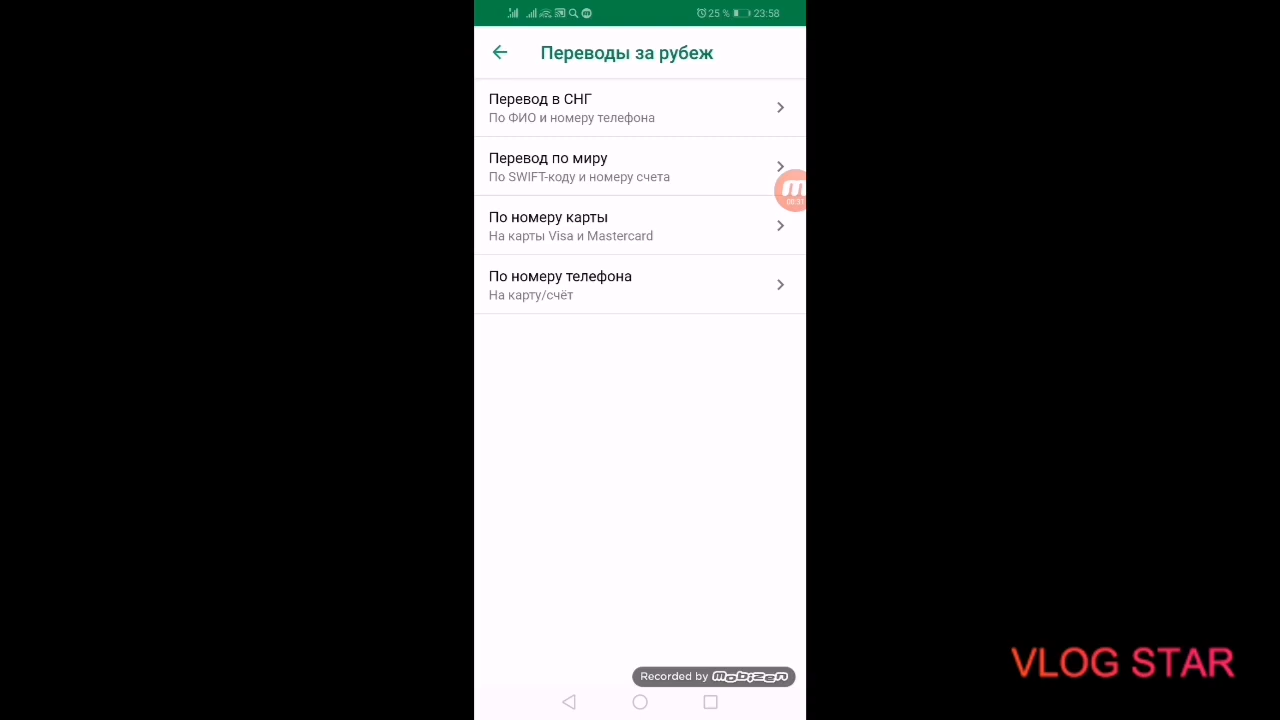 25 % 23:58
Переводы за рубеж
Перевод в СНГ
По ФИО и номеру телефона
Перевод по миру
По SWIFT-коду и номеру счета
00:31
По номеру карты
На карты Visa и Mastercard
По номеру телефона
На карту/счёт
VLOG STAR
Recorded by mobizen